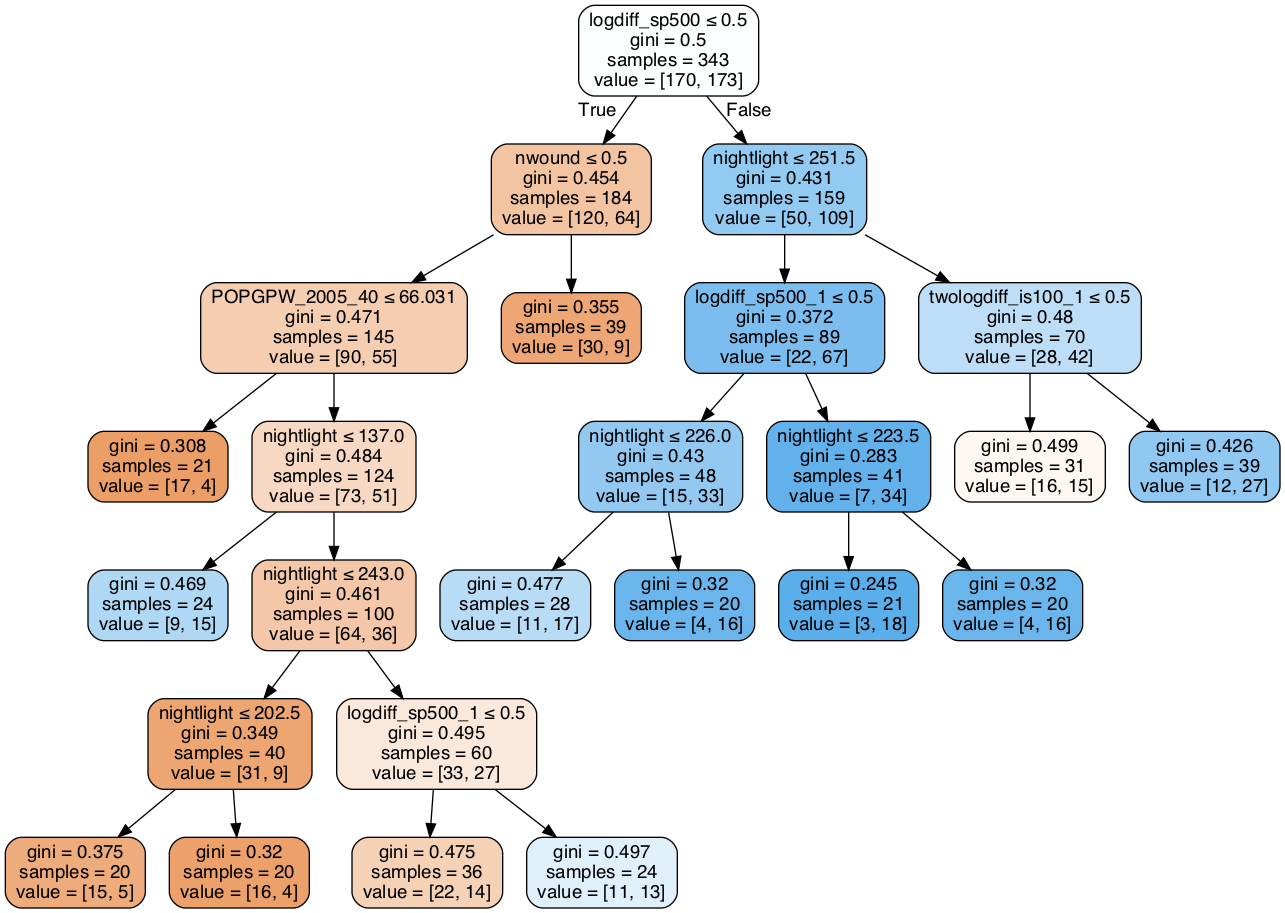 logdiff_sp500 ≤ 0.5
gini = 0.5
samples = 343
value = [170, 173]
True
False
nwound ≤ 0.5
gini = 0.454
samples = 184
value = [120, 64]
nightlight ≤ 251.5
gini = 0.431
samples = 159
value = [50, 109]
POPGPW_2005_40 ≤ 66.031
gini = 0.471
samples = 145
value = [90, 55]
gini = 0.355
samples = 39
value = [30, 9]
logdiff_sp500_1 ≤ 0.5
gini = 0.372
samples = 89
value = [22, 67]
twologdiff_is100_1 ≤ 0.5
gini = 0.48
samples = 70
value = [28, 42]
gini = 0.308
samples = 21
value = [17, 4]
nightlight ≤ 137.0
gini = 0.484
samples = 124
value = [73, 51]
nightlight ≤ 226.0
gini = 0.43
samples = 48
value = [15, 33]
nightlight ≤ 223.5
gini = 0.283
samples = 41
value = [7, 34]
gini = 0.499
samples = 31
value = [16, 15]
gini = 0.426
samples = 39
value = [12, 27]
gini = 0.469
samples = 24
value = [9, 15]
nightlight ≤ 243.0
gini = 0.461
samples = 100
value = [64, 36]
gini = 0.477
samples = 28
value = [11, 17]
gini = 0.32
samples = 20
value = [4, 16]
gini = 0.245
samples = 21
value = [3, 18]
gini = 0.32
samples = 20
value = [4, 16]
nightlight ≤ 202.5
gini = 0.349
samples = 40
value = [31, 9]
logdiff_sp500_1 ≤ 0.5
gini = 0.495
samples = 60
value = [33, 27]
gini = 0.375
samples = 20
value = [15, 5]
gini = 0.32
samples = 20
value = [16, 4]
gini = 0.475
samples = 36
value = [22, 14]
gini = 0.497
samples = 24
value = [11, 13]